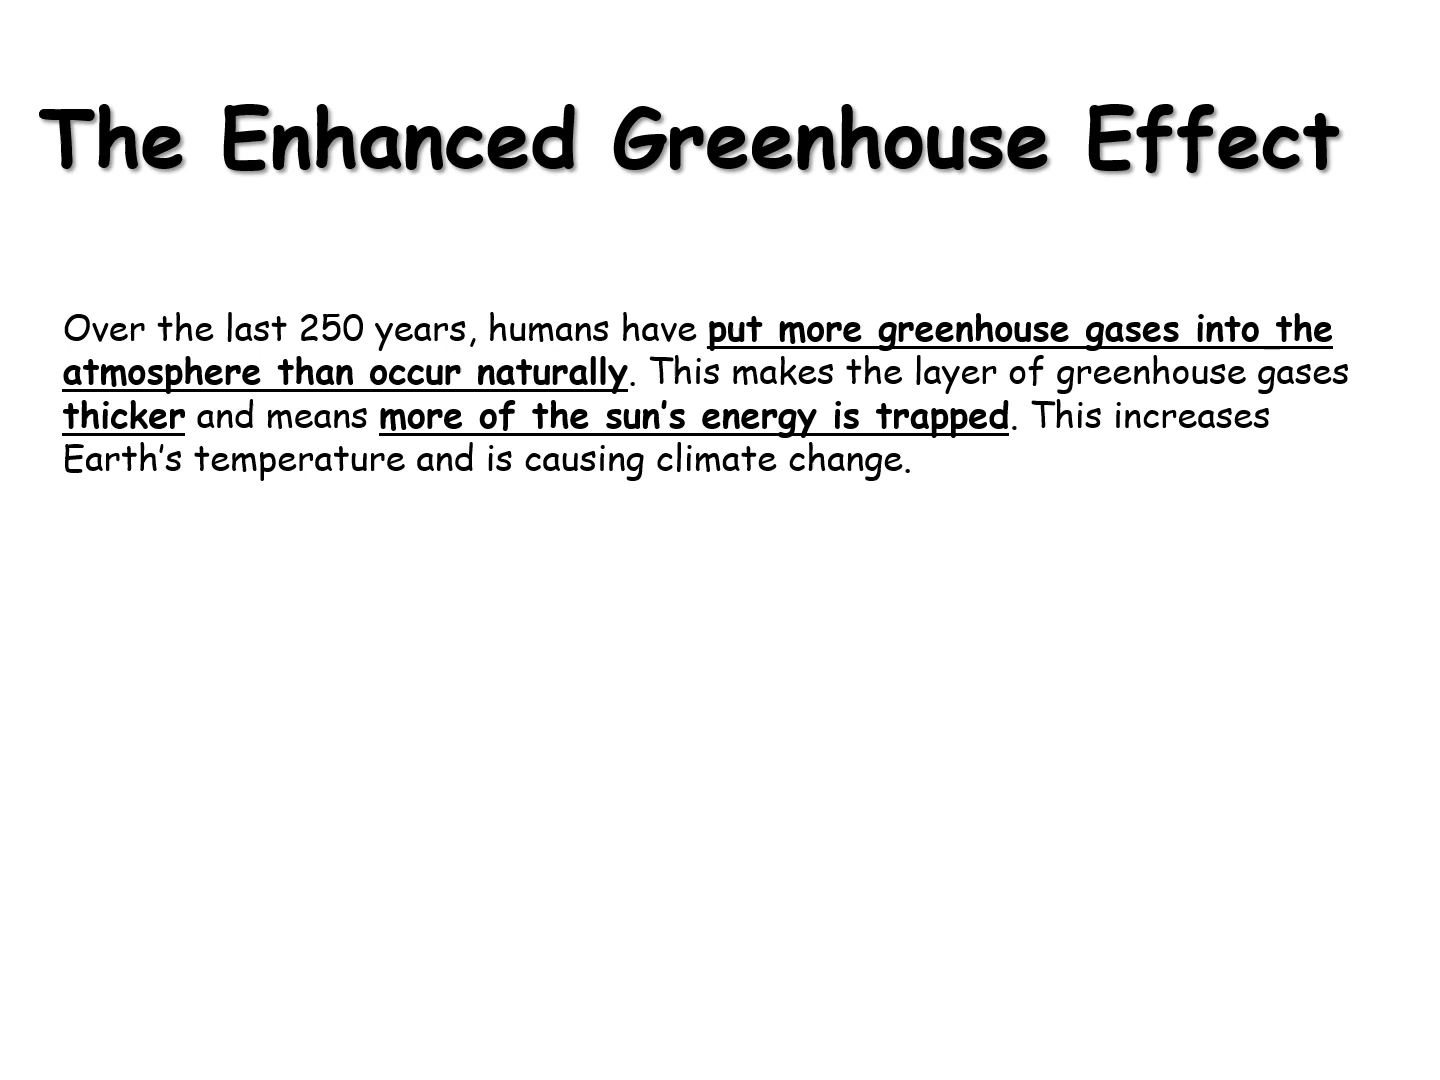 The Enhanced Greenhouse Effect
Over the last 250 years, humans have put more greenhouse gases into the
atmosphere than occur naturally. This makes the layer of greenhouse gases
thicker and means more of the sun’s energy is trapped. This increases
Earth’s temperature and is causing climate change.